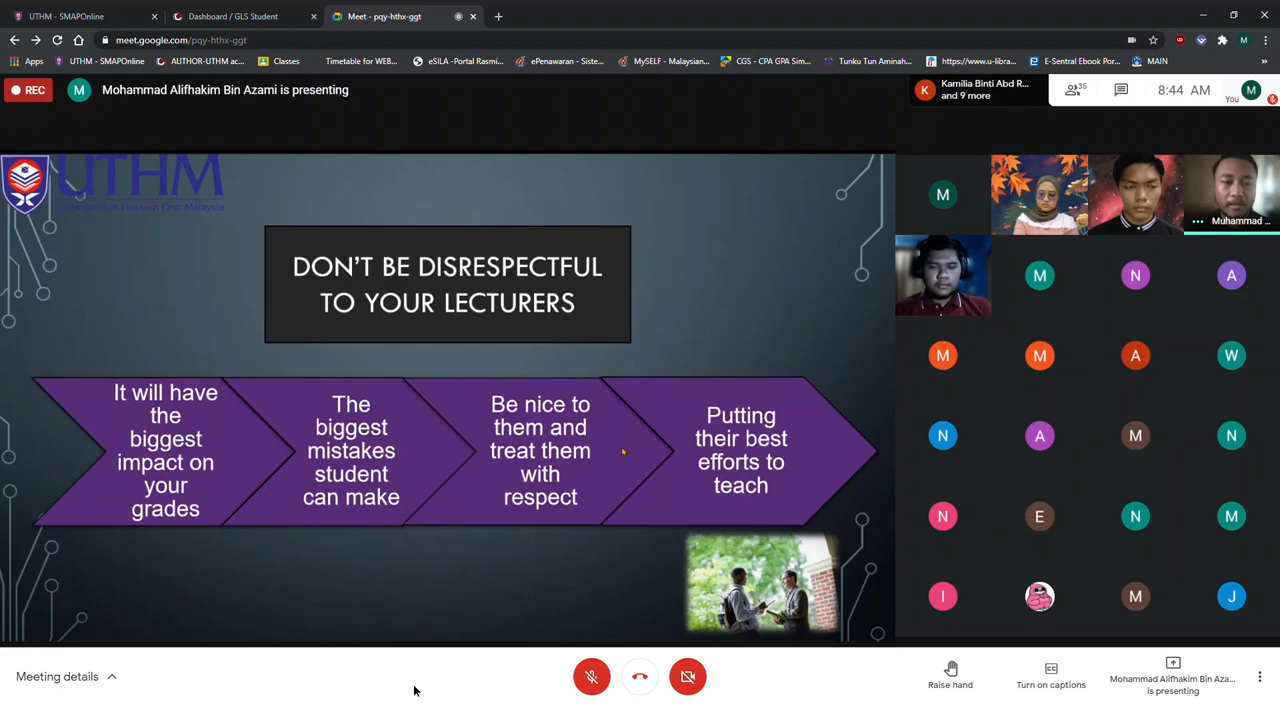 UTHM - SMAPOnline
Dashboard / GLS Student
Meet - pqy-hthx-ggt
meet.google.com/pqy-hthx-ggt
Apps
UTHM - SMAPOnline
AUTHOR-UTHM ac...
Classes
Timetable for WEB...
eSILA -Portal Rasmi...
ePenawaran - Siste...
MySELF - Malaysian...
CGS - CPA GPA Sim...
Tunku Tun Aminah...
https://www.u-libra...
E-Sentral Ebook Por...
MAIN
REC
M
Mohammad Alifhakim Bin Azami is presenting
K
Kamilia Binti Abd R...
and 9 more
35
8:44 AM
You
M
UTHM
DON'T BE DISRESPECTFUL
TO YOUR LECTURERS
It will have
the
biggest
impact on
your
grades
The
biggest
mistakes
student
can make
Be nice to
them and
treat them
with
respect
Putting
their best
efforts to
teach
M
Muhammad ...
M
N
A
M
M
A
W
N
A
M
N
N
E
N
M
I
M
J
Meeting details
Raise hand
Turn on captions
Mohammad Alifhakim Bin Aza...
is presenting